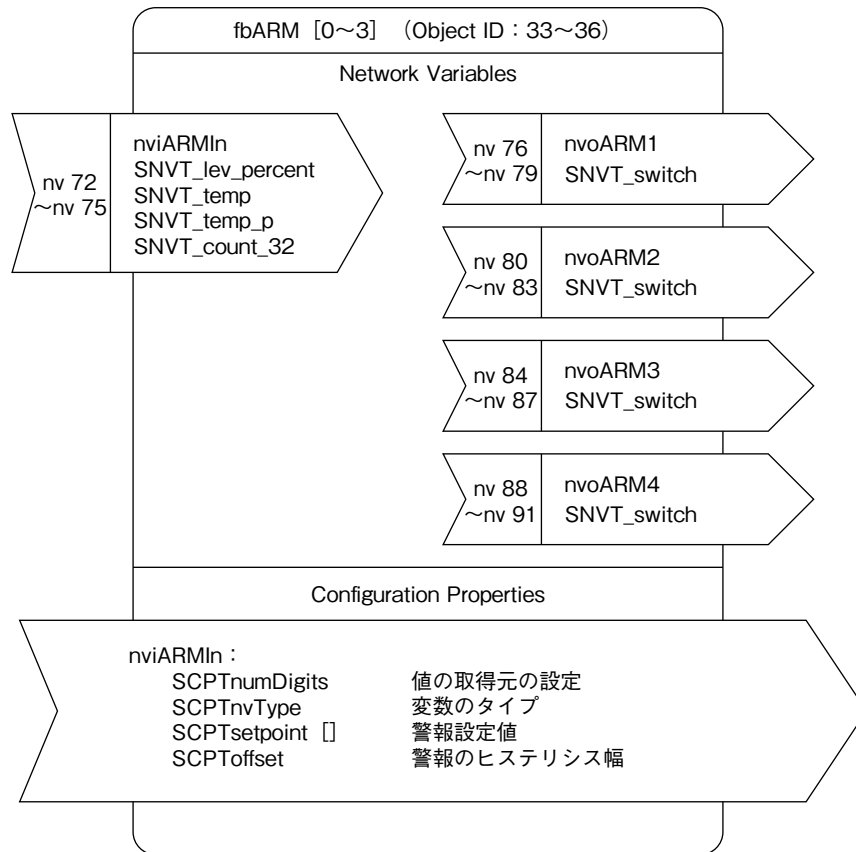 fbARM［0～3］（Object ID：33～36）
Network Variables
nv 72
～nv 75
nviARMIn
SNVT_lev_percent
SNVT_temp
SNVT_temp_p
SNVT_count_32
nv 76
～nv 79
nvoARM1
SNVT_switch
nv 80
～nv 83
nvoARM2
SNVT_switch
nv 84
～nv 87
nvoARM3
SNVT_switch
nv 88
～nv 91
nvoARM4
SNVT_switch
Configuration Properties
nviARMIn：
SCPTnumDigits 値の取得元の設定
SCPTnvType 変数のタイプ
SCPTsetpoint［］ 警報設定値
SCPToffset 警報のヒステリシス幅